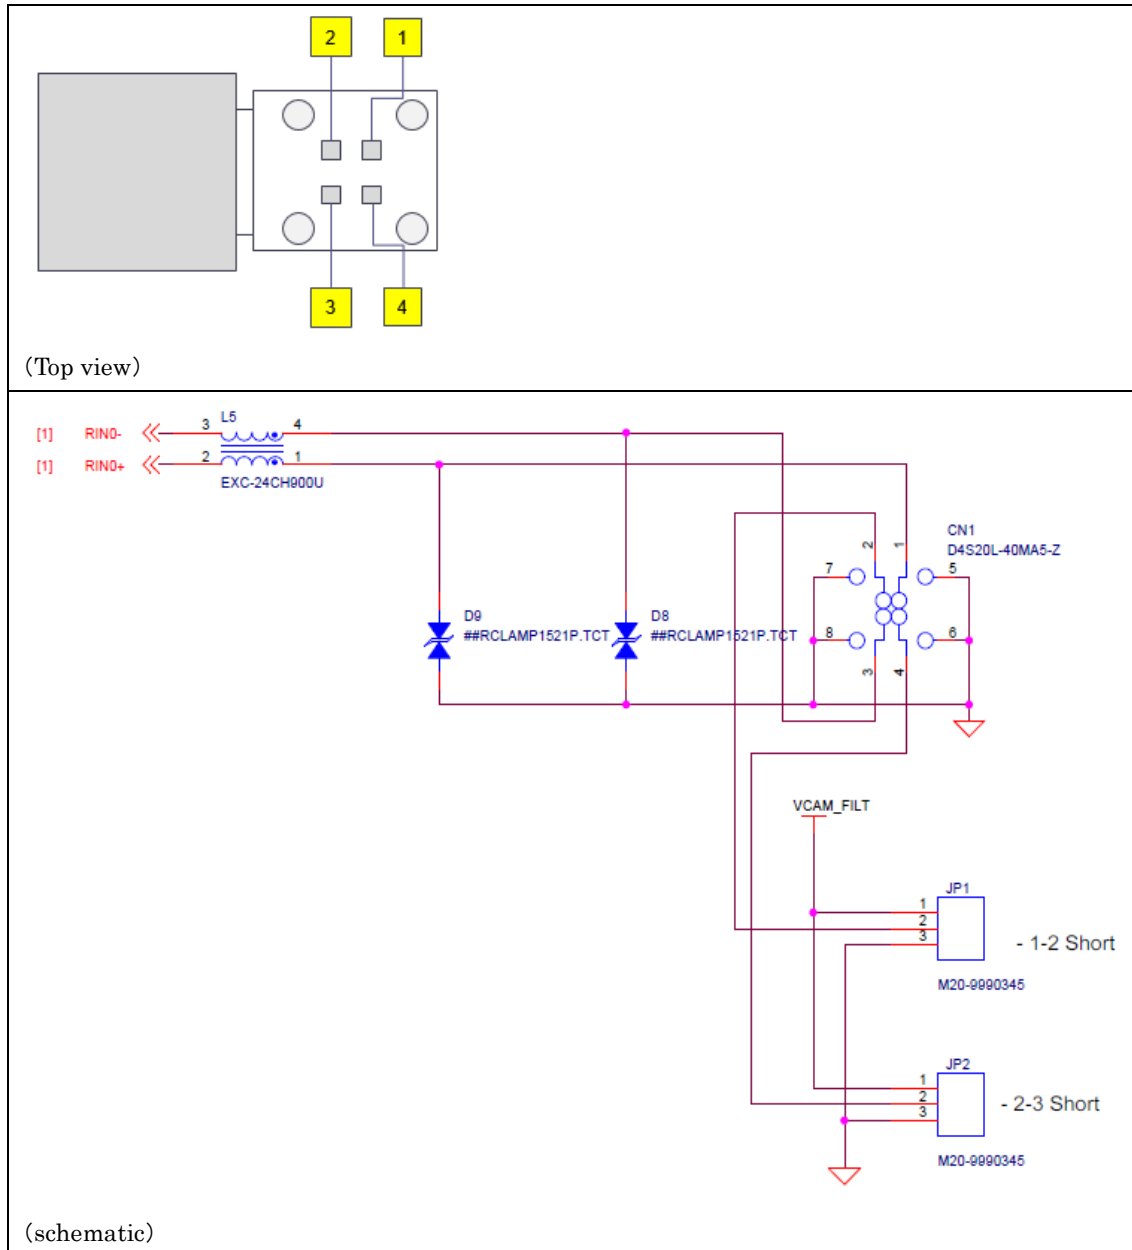 2 1
3 4
(Top view)
L5
[1] RIN0- 3 4
[1] RIN0+ 2 1
EXC-24CH900U
CN1
D4S20L-40MA5-Z
2 1
7 5
8 6
3 4
D9
##RCLAMP1521P.TCT
D8
##RCLAMP1521P.TCT
VCAM_FILT
JP1
1
2
3
- 1-2 Short
M20-9990345
JP2
1
2
3
- 2-3 Short
M20-9990345
(schematic)